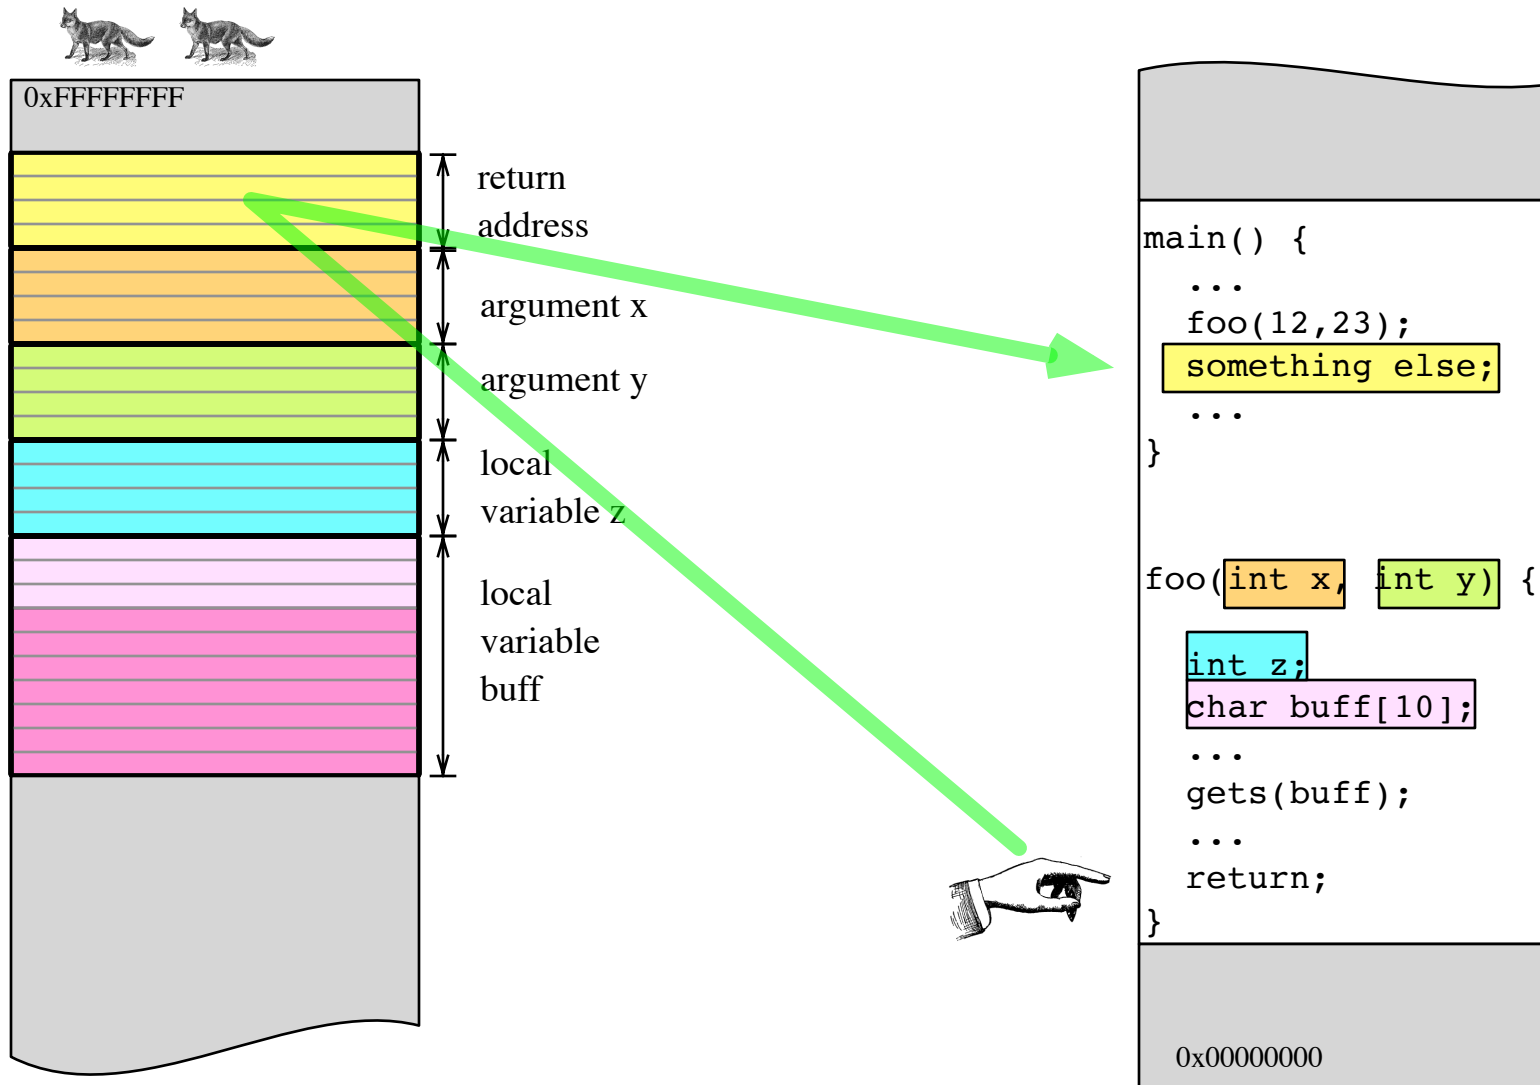 0xFFFFFFFF
return
address
argument x
argument y
local
variable z
local
variable
buff
main() {
...
foo(12,23);
something else;
...
}
foo(int x, int y) {
int z;
char buff[10];
...
gets(buff);
...
return;
}
0x00000000